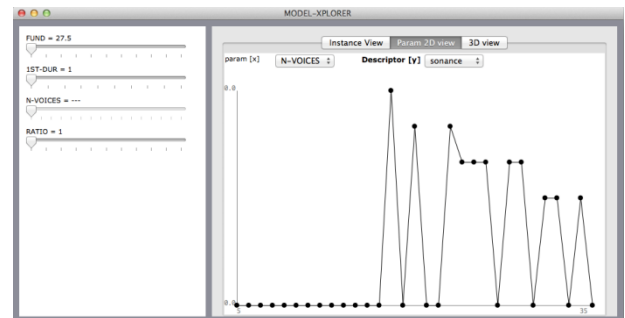 MODEL-XPLORER
FUND = 27.5
1ST-DUR = 1
N-VOICES = ---
RATIO = 1
Instance View Param 2D view 3D view
param [x] N-VOICES Descriptor [y] sonance
0.0
0.0
5 35